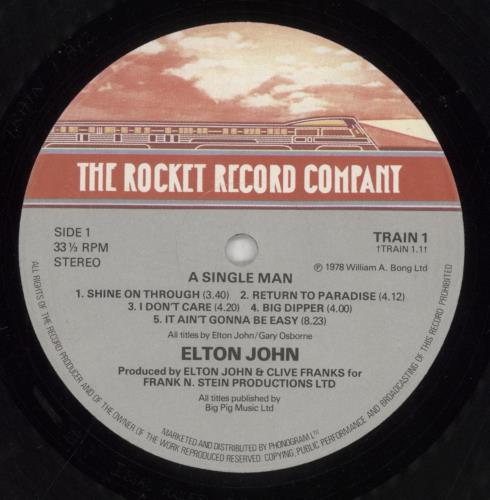 THE ROCKET RECORD COMPANY
SIDE 1
33 ⅓ RPM
STEREO
TRAIN 1
†TRAIN 1.1†
℗ 1978 William A. Bong Ltd
A SINGLE MAN
1. SHINE ON THROUGH (3.40) 2. RETURN TO PARADISE (4.12)
3. I DON'T CARE (4.20) 4. BIG DIPPER (4.00)
5. IT AIN'T GONNA BE EASY (8.23)
All titles by Elton John/Gary Osborne
ELTON JOHN
Produced by ELTON JOHN & CLIVE FRANKS for
FRANK N. STEIN PRODUCTIONS LTD
All titles published by
Big Pig Music Ltd
MARKETED AND DISTRIBUTED BY PHONOGRAM LTD
ALL RIGHTS OF THE RECORD PRODUCER AND OF THE OWNER OF THE WORK REPRODUCED RESERVED. COPYING, PUBLIC PERFORMANCE AND BROADCASTING OF THIS RECORD PROHIBITED